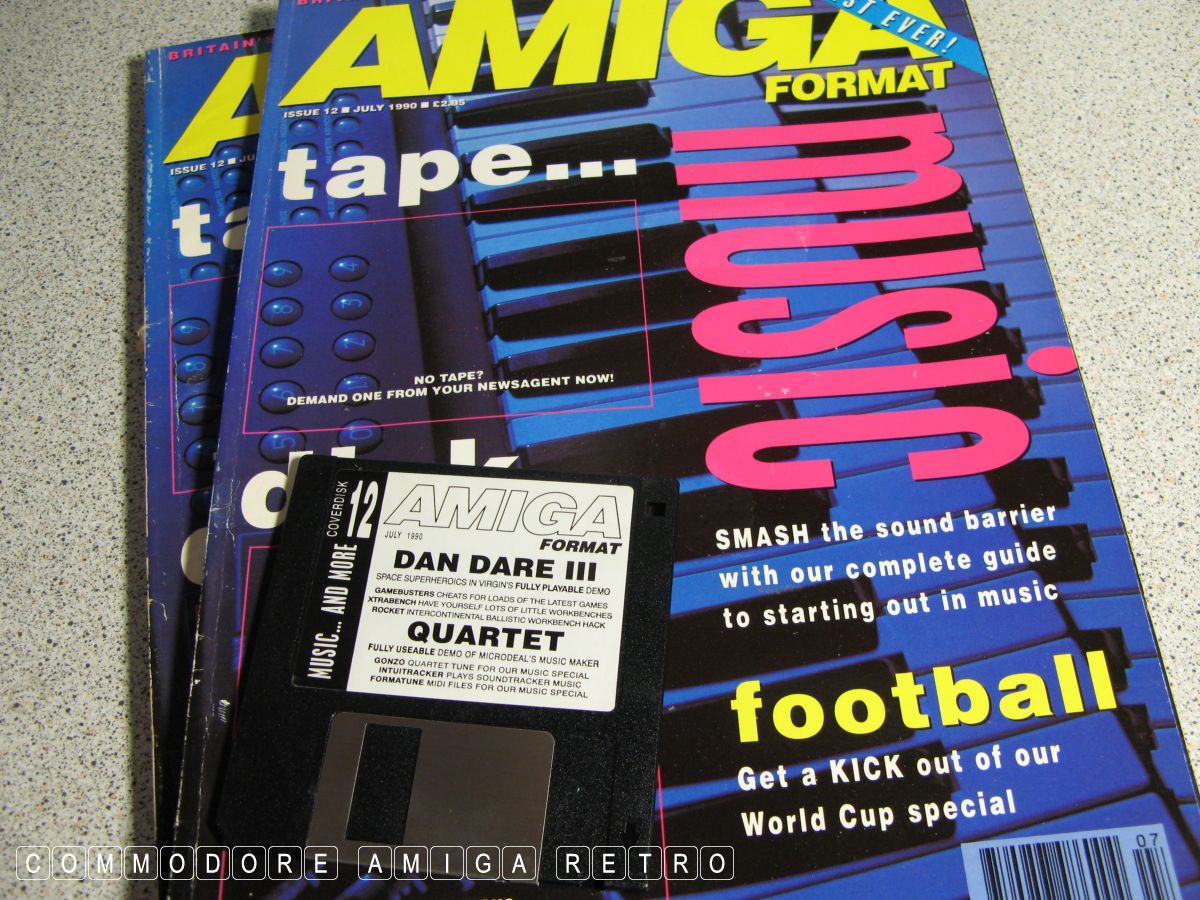 BRITAIN'S
ISSUE 12 ■
AMIGA
FORMAT
EVER!
ISSUE 12 ■ JULY 1990 ■ £2.95
tape...
music
NO TAPE?
DEMAND ONE FROM YOUR NEWSAGENT NOW!
disk
SMASH the sound barrier
with our complete guide
to starting out in music
football
Get a KICK out of our
World Cup special
07
MUSIC... AND MORE
COVERDISK
12
AMIGA
JULY 1990
FORMAT
DAN DARE III
SPACE SUPERHEROICS IN VIRGIN'S FULLY PLAYABLE DEMO
GAMEBUSTERS CHEATS FOR LOADS OF THE LATEST GAMES
XTRABENCH HAVE YOURSELF LOTS OF LITTLE WORKBENCHES
ROCKET INTERCONTINENTAL BALLISTIC WORKBENCH HACK
QUARTET
FULLY USEABLE DEMO OF MICRODEAL'S MUSIC MAKER
GONZO QUARTET TUNE FOR OUR MUSIC SPECIAL
INTUITRACKER PLAYS SOUNDTRACKER MUSIC
FORMATUNE MIDI FILES FOR OUR MUSIC SPECIAL
COMMODORE AMIGA RETRO